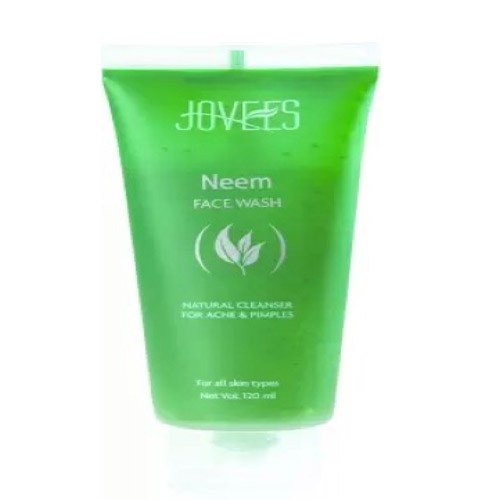 JOVEES
Neem
FACE WASH
NATURAL CLEANSER
FOR ACNE & PIMPLES
For all skin types
Net Vol. 120 ml